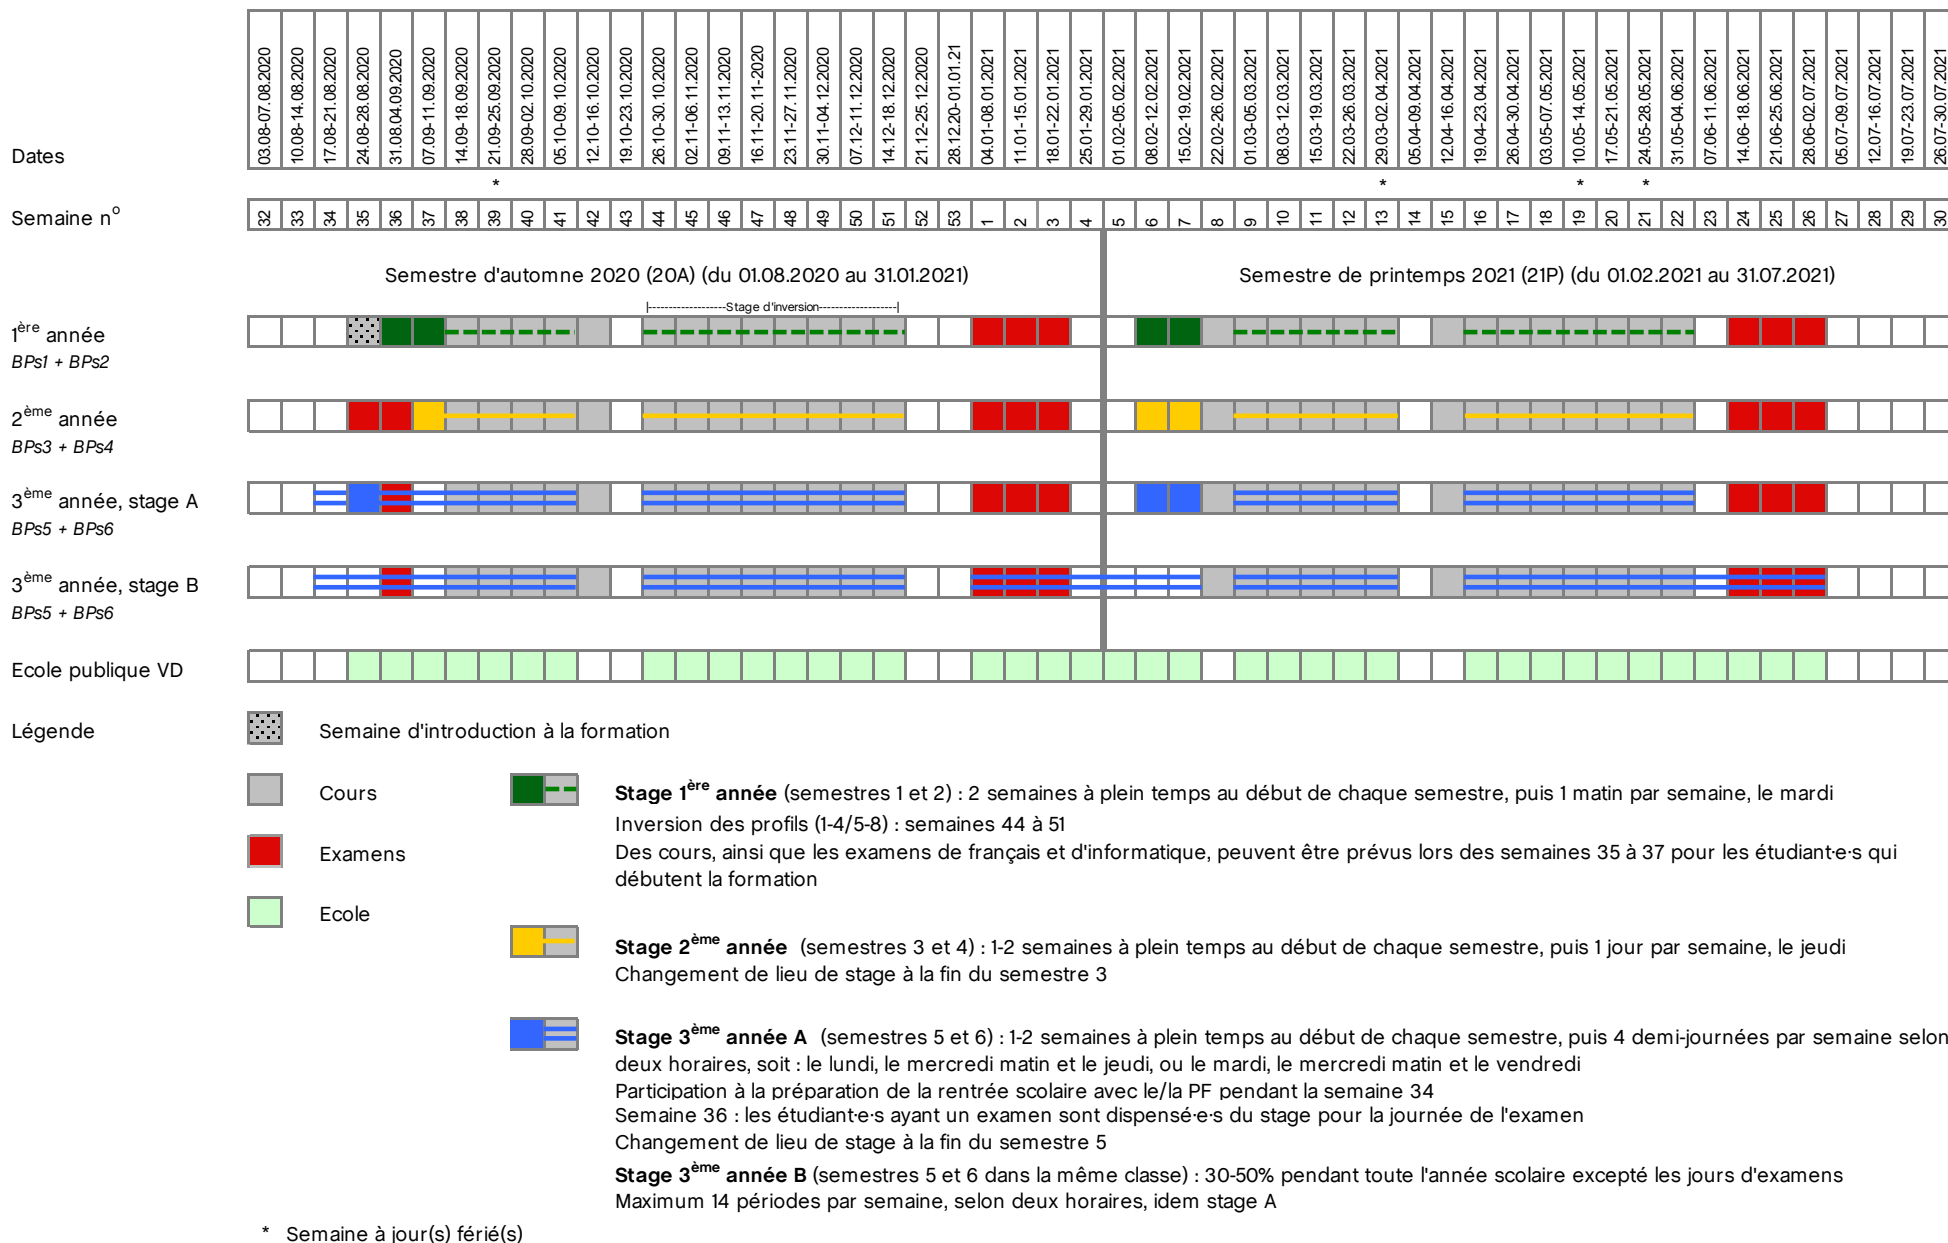 03.08-07.08.2020
10.08-14.08.2020
17.08-21.08.2020
24.08-28.08.2020
31.08.04.09.2020
07.09-11.09.2020
14.09-18.09.2020
21.09-25.09.2020
28.09-02.10.2020
05.10-09.10.2020
12.10-16.10.2020
19.10-23.10.2020
26.10-30.10.2020
02.11-06.11.2020
09.11-13.11.2020
16.11-20.11-2020
23.11-27.11.2020
30.11-04.12.2020
07.12-11.12.2020
14.12-18.12.2020
21.12-25.12.2020
28.12.20-01.01.21
04.01-08.01.2021
11.01-15.01.2021
18.01-22.01.2021
25.01-29.01.2021
01.02-05.02.2021
08.02-12.02.2021
15.02-19.02.2021
22.02-26.02.2021
01.03-05.03.2021
08.03-12.03.2021
15.03-19.03.2021
22.03-26.03.2021
29.03-02.04.2021
05.04-09.04.2021
12.04-16.04.2021
19.04-23.04.2021
26.04-30.04.2021
03.05-07.05.2021
10.05-14.05.2021
17.05-21.05.2021
24.05-28.05.2021
31.05-04.06.2021
07.06-11.06.2021
14.06-18.06.2021
21.06-25.06.2021
28.06-02.07.2021
05.07-09.07.2021
12.07-16.07.2021
19.07-23.07.2021
26.07-30.07.2021
Dates
* * * *
Semaine n° 32 33 34 35 36 37 38 39 40 41 42 43 44 45 46 47 48 49 50 51 52 53 1 2 3 4 5 6 7 8 9 10 11 12 13 14 15 16 17 18 19 20 21 22 23 24 25 26 27 28 29 30
Semestre d'automne 2020 (20A) (du 01.08.2020 au 31.01.2021) Semestre de printemps 2021 (21P) (du 01.02.2021 au 31.07.2021)
|-------------------Stage d'inversion-------------------|
1ère année
BPs1 + BPs2
2ème année
BPs3 + BPs4
3ème année, stage A
BPs5 + BPs6
3ème année, stage B
BPs5 + BPs6
Ecole publique VD
Légende Semaine d'introduction à la formation
Cours Stage 1ère année (semestres 1 et 2) : 2 semaines à plein temps au début de chaque semestre, puis 1 matin par semaine, le mardi
Inversion des profils (1-4/5-8) : semaines 44 à 51
Examens Des cours, ainsi que les examens de français et d'informatique, peuvent être prévus lors des semaines 35 à 37 pour les étudiant·e·s qui
débutent la formation
Ecole
Stage 2ème année (semestres 3 et 4) : 1-2 semaines à plein temps au début de chaque semestre, puis 1 jour par semaine, le jeudi
Changement de lieu de stage à la fin du semestre 3
Stage 3ème année A (semestres 5 et 6) : 1-2 semaines à plein temps au début de chaque semestre, puis 4 demi-journées par semaine selon
deux horaires, soit : le lundi, le mercredi matin et le jeudi, ou le mardi, le mercredi matin et le vendredi
Participation à la préparation de la rentrée scolaire avec le/la PF pendant la semaine 34
Semaine 36 : les étudiant·e·s ayant un examen sont dispensé·e·s du stage pour la journée de l'examen
Changement de lieu de stage à la fin du semestre 5
Stage 3ème année B (semestres 5 et 6 dans la même classe) : 30-50% pendant toute l'année scolaire excepté les jours d'examens
Maximum 14 périodes par semaine, selon deux horaires, idem stage A
* Semaine à jour(s) férié(s)